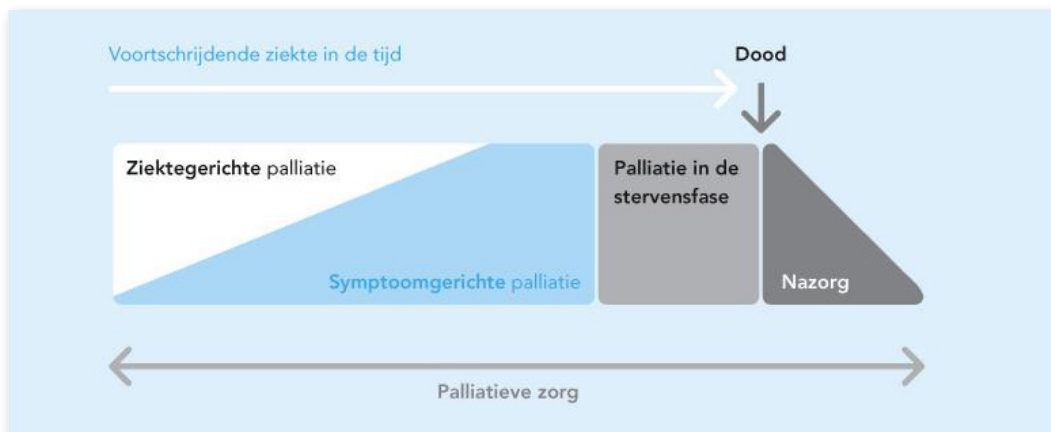 Voortschrijdende ziekte in de tijd
Dood
Ziektegerichte palliatie
Palliatie in de
stervensfase
Symptoomgerichte palliatie
Nazorg
Palliatieve zorg